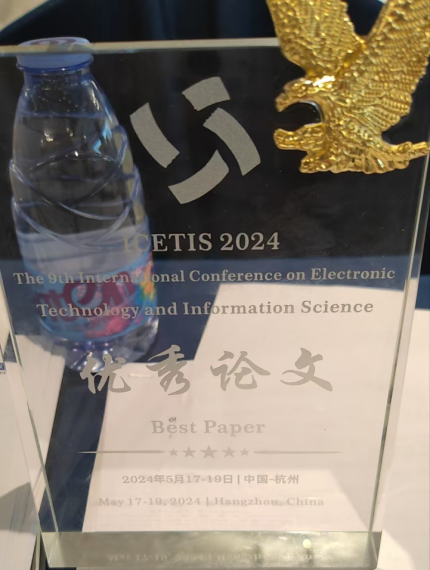 ICETIS 2024
The 9th International Conference on Electronic
Technology and Information Science
优秀论文
Best Paper
2024年5月17-19日 | 中国-杭州
May 17-19, 2024 | Hangzhou, China